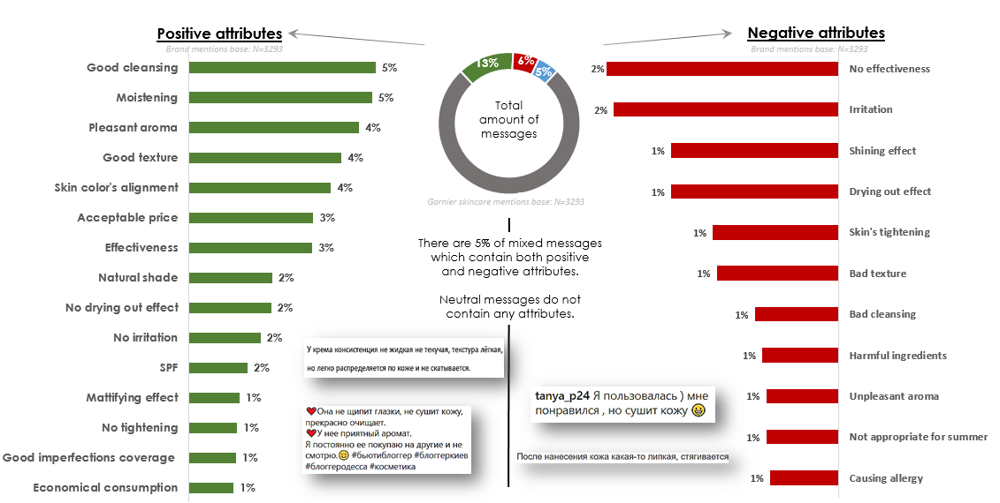 Positive attributes
Brand mentions base: N=3293
Good cleansing 5%
Moistening 5%
Pleasant aroma 4%
Good texture 4%
Skin color's alignment 4%
Acceptable price 3%
Effectiveness 3%
Natural shade 2%
No drying out effect 2%
No irritation 2%
SPF 2%
Mattifying effect 1%
No tightening 1%
Good imperfections coverage 1%
Economical consumption 1%
13% 6% 5%
Total
amount of
messages
Garnier skincare mentions base: N=3293
There are 5% of mixed messages
which contain both positive
and negative attributes.
Neutral messages do not
contain any attributes.
У крема консистенция не жидкая не текучая, текстура лёгкая,
но легко распределяется по коже и не скатывается.
❤Она не щипит глазки, не сушит кожу,
прекрасно очищает.
❤У нее приятный аромат.
Я постоянно ее покупаю на другие и не
смотрю.😊 #бьютиблоггер #блоггеркиев
#блоггеродесса #косметика
tanya_p24 Я пользовалась ) мне
понравился , но сушит кожу 😀
После нанесения кожа какая-то липкая, стягивается
Negative attributes
Brand mentions base: N=3293
2% No effectiveness
2% Irritation
1% Shining effect
1% Drying out effect
1% Skin's tightening
1% Bad texture
1% Bad cleansing
1% Harmful ingredients
1% Unpleasant aroma
1% Not appropriate for summer
1% Causing allergy